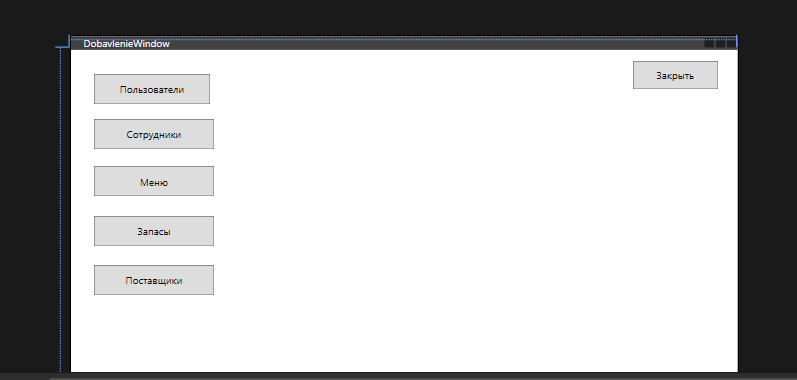 DobavlenieWindow
Закрыть
Пользователи
Сотрудники
Меню
Запасы
Поставщики